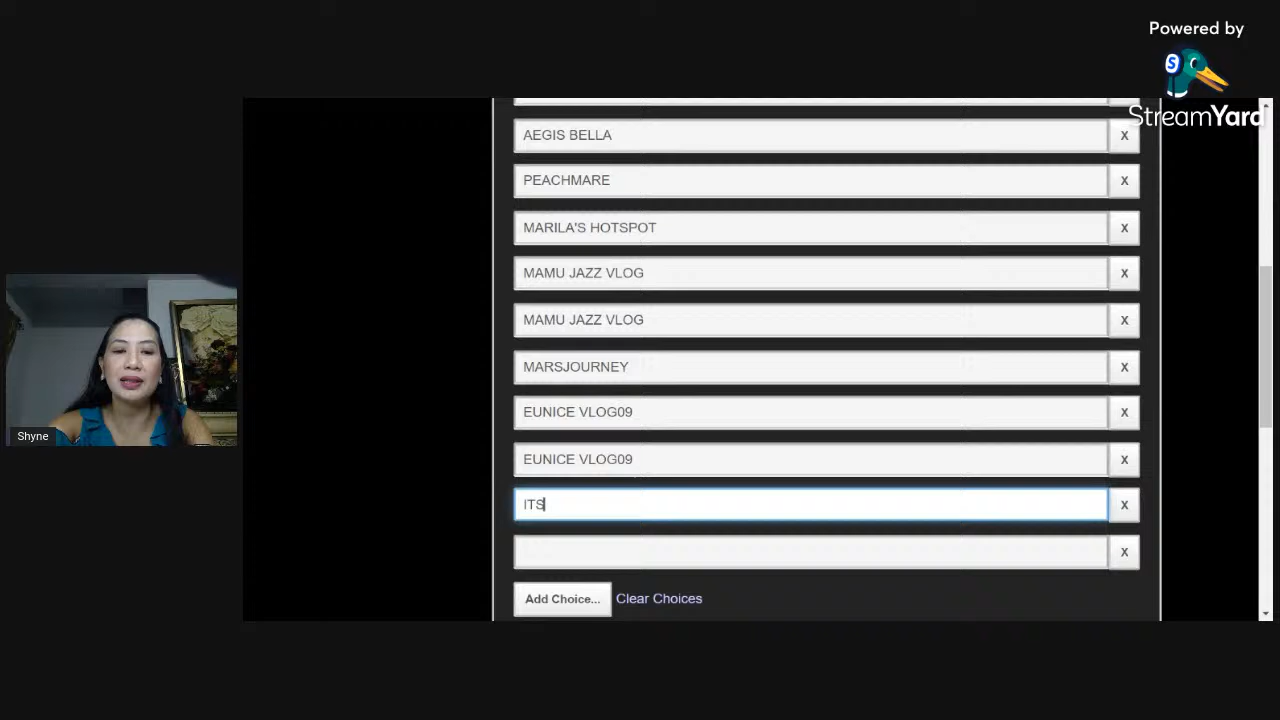 Powered by
StreamYard
AEGIS BELLA X
PEACHMARE X
MARILA'S HOTSPOT X
MAMU JAZZ VLOG X
MAMU JAZZ VLOG X
MARSJOURNEY X
EUNICE VLOG09 X
EUNICE VLOG09 X
ITS X
X
Add Choice... Clear Choices
Shyne